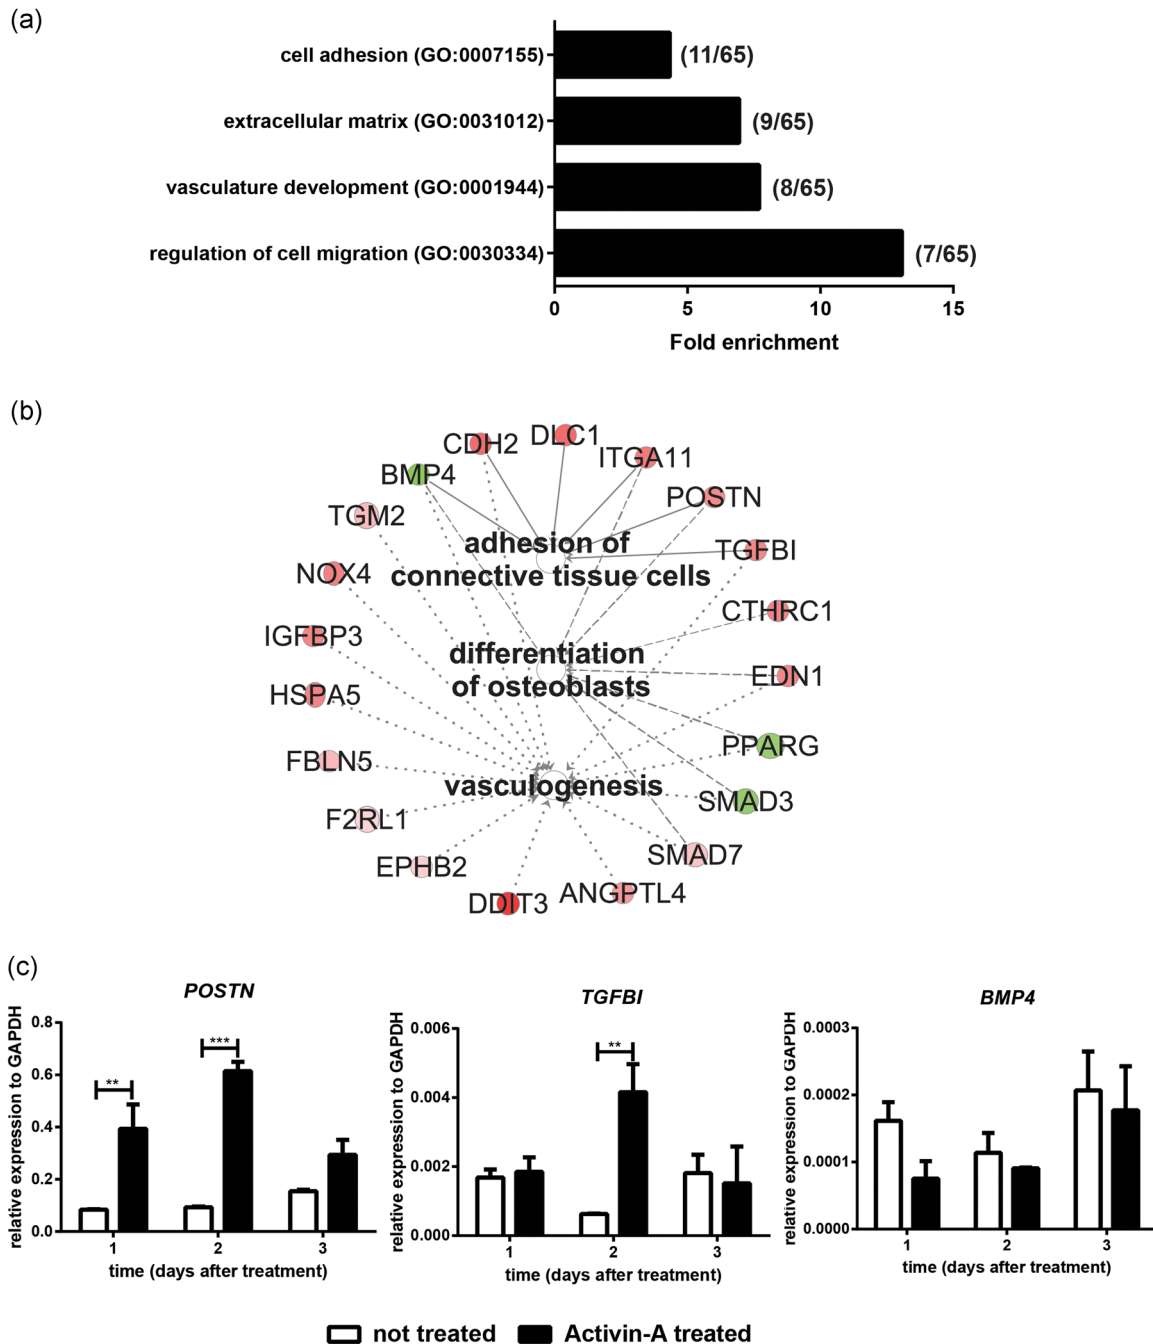 (a)
cell adhesion (GO:0007155)
(11/65)
extracellular matrix (GO:0031012)
(9/65)
vasculature development (GO:0001944)
(8/65)
regulation of cell migration (GO:0030334)
(7/65)
0 5 10 15
Fold enrichment
(b)
DLC1
CDH2
ITGA11
BMP4
POSTN
TGM2
adhesion of
connective tissue cells
TGFBI
NOX4
CTHRC1
IGFBP3
differentiation
of osteoblasts
EDN1
HSPA5
PPARG
FBLN5
vasculogenesis
SMAD3
F2RL1
SMAD7
EPHB2
ANGPTL4
DDIT3
(c)
POSTN
relative expression to GAPDH
0.8
0.6
0.4
0.2
0.0
**
***
1 2 3
time (days after treatment)
TGFBI
relative expression to GAPDH
0.006
0.004
0.002
0.000
**
1 2 3
time (days after treatment)
BMP4
relative expression to GAPDH
0.0003
0.0002
0.0001
0.0000
1 2 3
time (days after treatment)
not treated
Activin-A treated